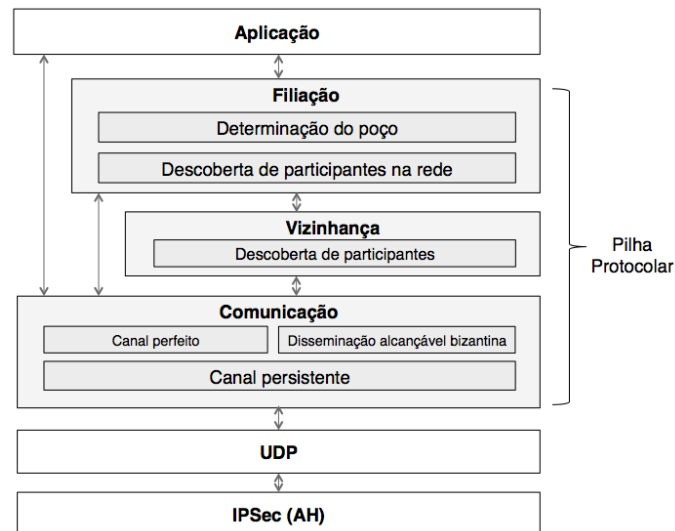 Aplicação
Filiação
Determinação do poço
Descoberta de participantes na rede
Vizinhança
Descoberta de participantes
Pilha
Protocolar
Comunicação
Canal perfeito
Disseminação alcançável bizantina
Canal persistente
UDP
IPSec (AH)